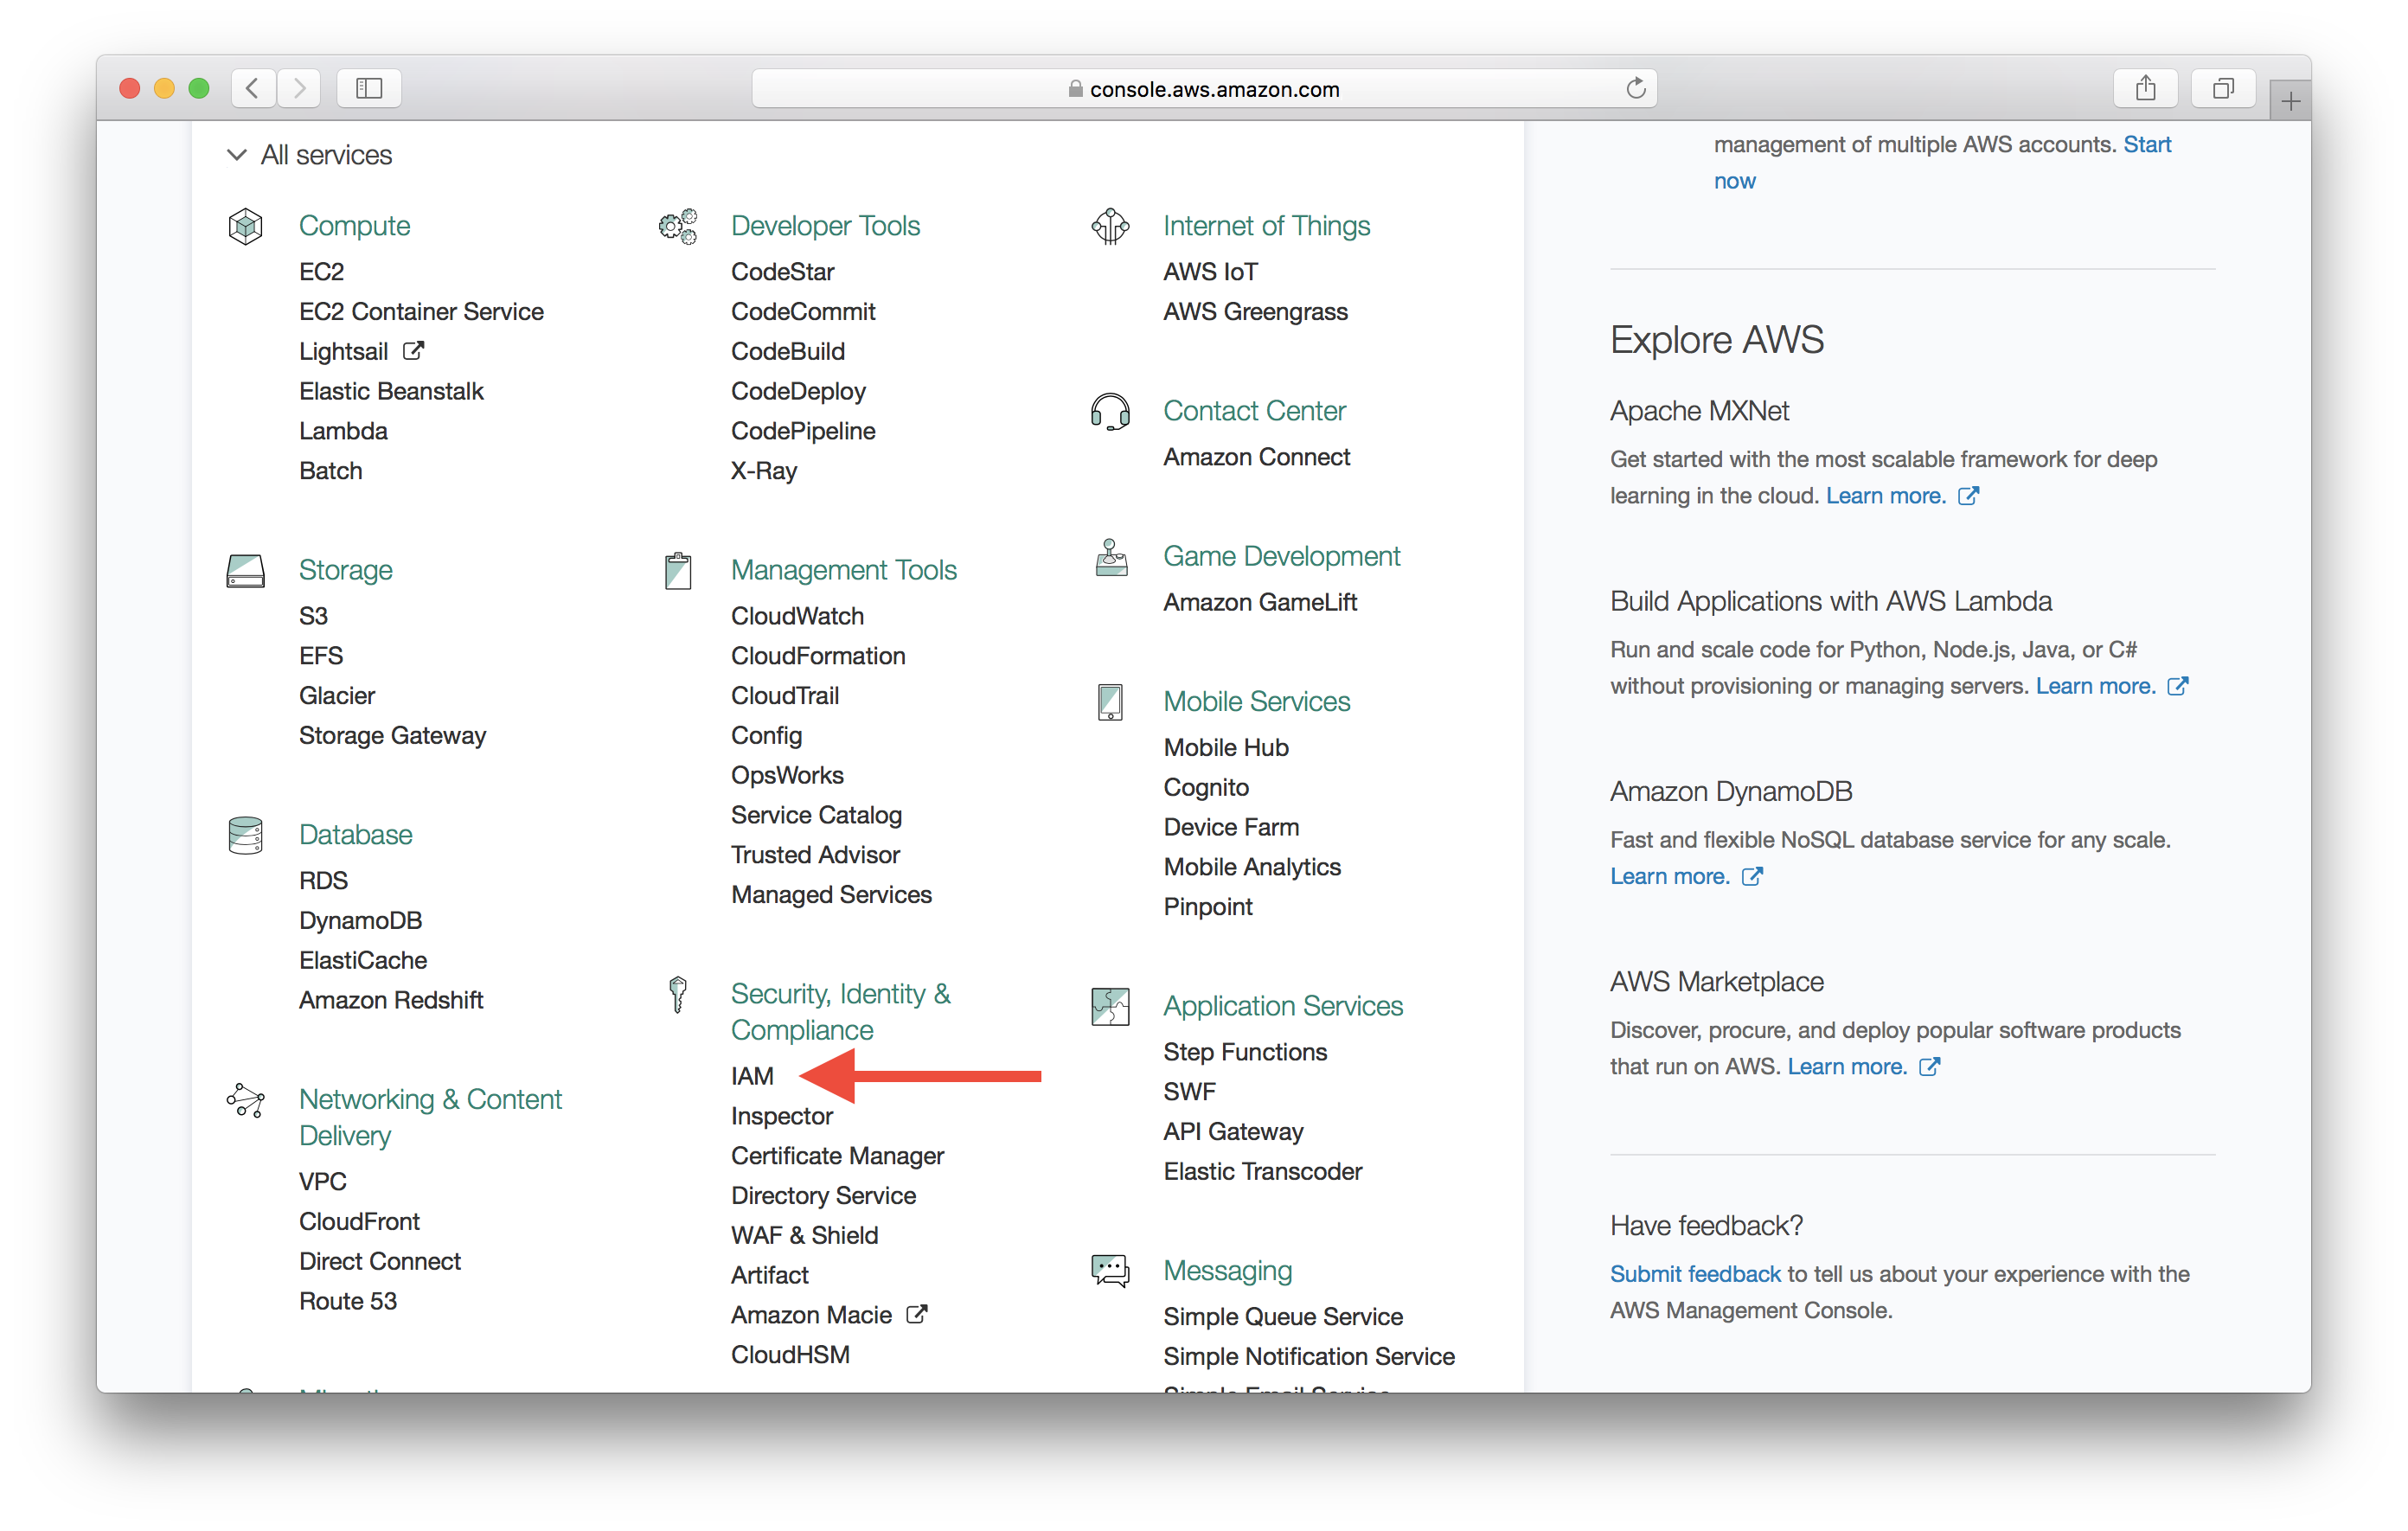 console.aws.amazon.com
All services
Compute
EC2
EC2 Container Service
Lightsail
Elastic Beanstalk
Lambda
Batch
Storage
S3
EFS
Glacier
Storage Gateway
Database
RDS
DynamoDB
ElastiCache
Amazon Redshift
Networking & Content
Delivery
VPC
CloudFront
Direct Connect
Route 53
Developer Tools
CodeStar
CodeCommit
CodeBuild
CodeDeploy
CodePipeline
X-Ray
Management Tools
CloudWatch
CloudFormation
CloudTrail
Config
OpsWorks
Service Catalog
Trusted Advisor
Managed Services
Security, Identity &
Compliance
IAM
Inspector
Certificate Manager
Directory Service
WAF & Shield
Artifact
Amazon Macie
CloudHSM
Internet of Things
AWS IoT
AWS Greengrass
Contact Center
Amazon Connect
Game Development
Amazon GameLift
Mobile Services
Mobile Hub
Cognito
Device Farm
Mobile Analytics
Pinpoint
Application Services
Step Functions
SWF
API Gateway
Elastic Transcoder
Messaging
Simple Queue Service
Simple Notification Service
Simple Email Service
management of multiple AWS accounts. Start
now
Explore AWS
Apache MXNet
Get started with the most scalable framework for deep
learning in the cloud. Learn more.
Build Applications with AWS Lambda
Run and scale code for Python, Node.js, Java, or C#
without provisioning or managing servers. Learn more.
Amazon DynamoDB
Fast and flexible NoSQL database service for any scale.
Learn more.
AWS Marketplace
Discover, procure, and deploy popular software products
that run on AWS. Learn more.
Have feedback?
Submit feedback to tell us about your experience with the
AWS Management Console.